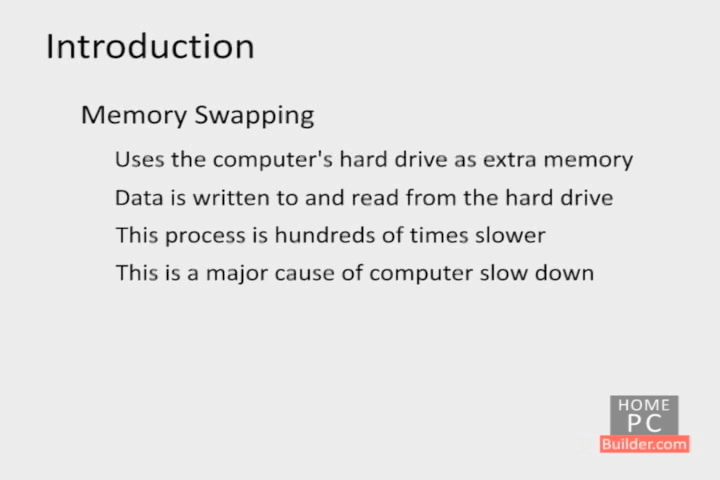 Introduction
Memory Swapping
Uses the computer's hard drive as extra memory
Data is written to and read from the hard drive
This process is hundreds of times slower
This is a major cause of computer slow down
HOME
PC
Builder.com